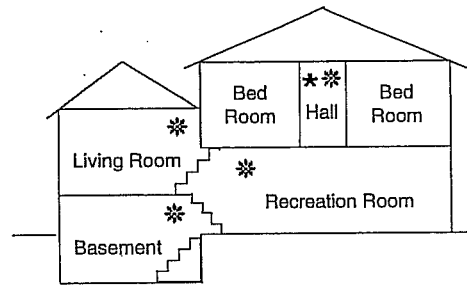 Bed
Room
Hall
Bed
Room
Living Room
Recreation Room
Basement